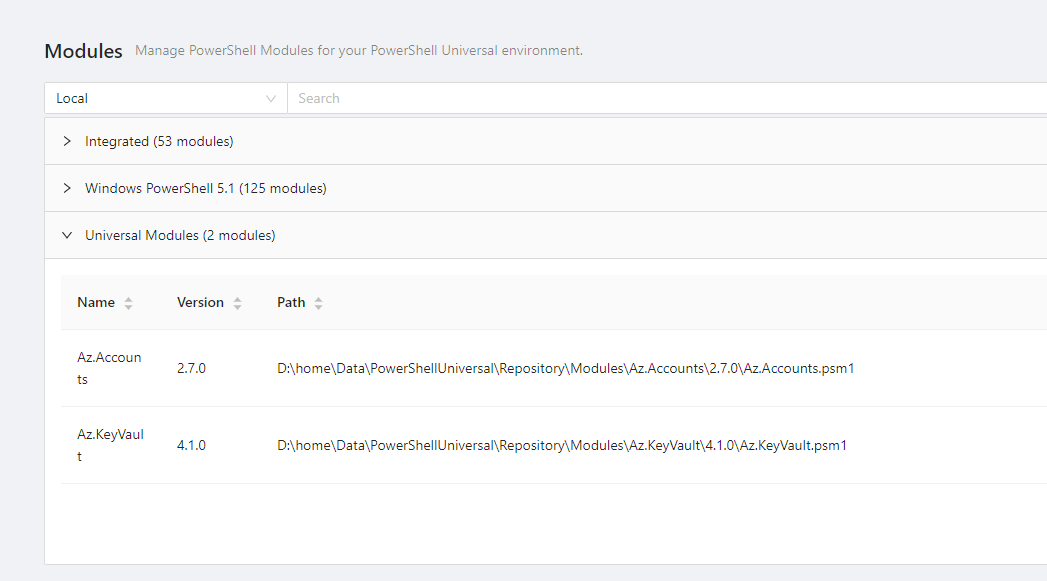 Modules Manage PowerShell Modules for your PowerShell Universal environment.
Local Search
Integrated (53 modules)
Windows PowerShell 5.1 (125 modules)
Universal Modules (2 modules)
Name Version Path
Az.Accoun
ts
2.7.0
D:\home\Data\PowerShellUniversal\Repository\Modules\Az.Accounts\2.7.0\Az.Accounts.psm1
Az.KeyVaul
t
4.1.0
D:\home\Data\PowerShellUniversal\Repository\Modules\Az.KeyVault\4.1.0\Az.KeyVault.psm1